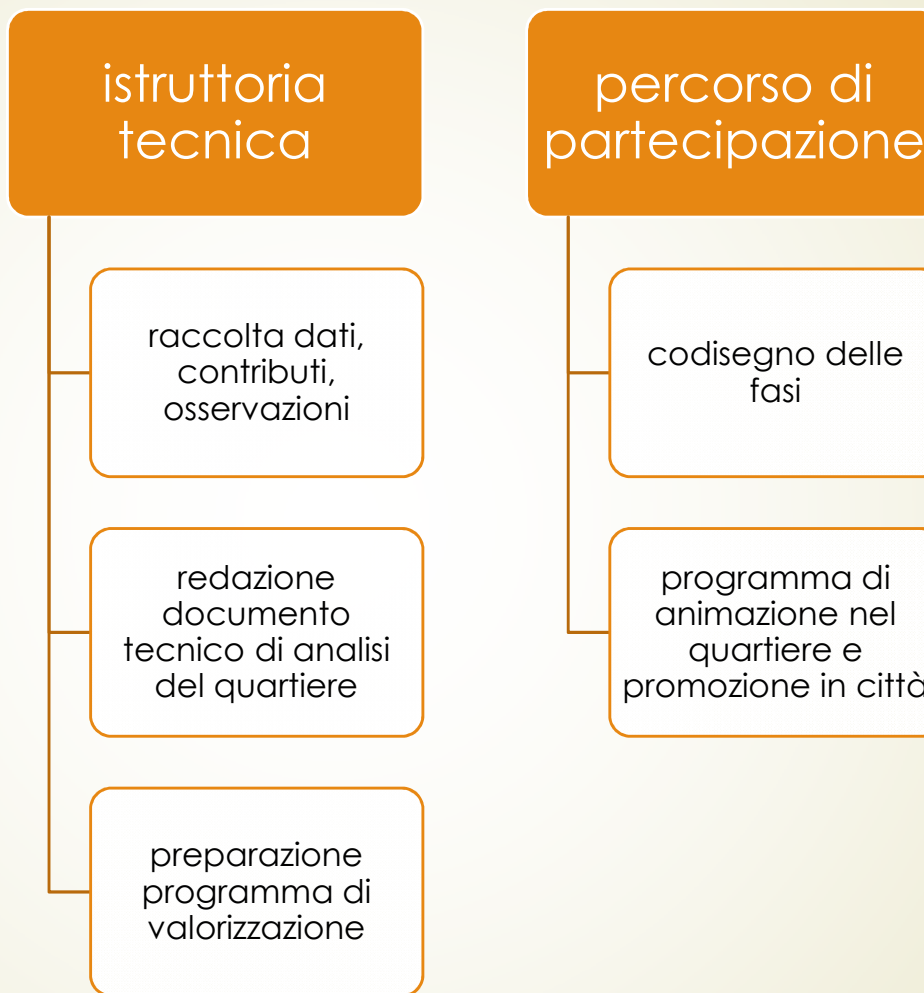 istruttoria
tecnica
raccolta dati,
contributi,
osservazioni
redazione
documento
tecnico di analisi
del quartiere
preparazione
programma di
valorizzazione
percorso di
partecipazione
codisegno delle
fasi
programma di
animazione nel
quartiere e
promozione in città